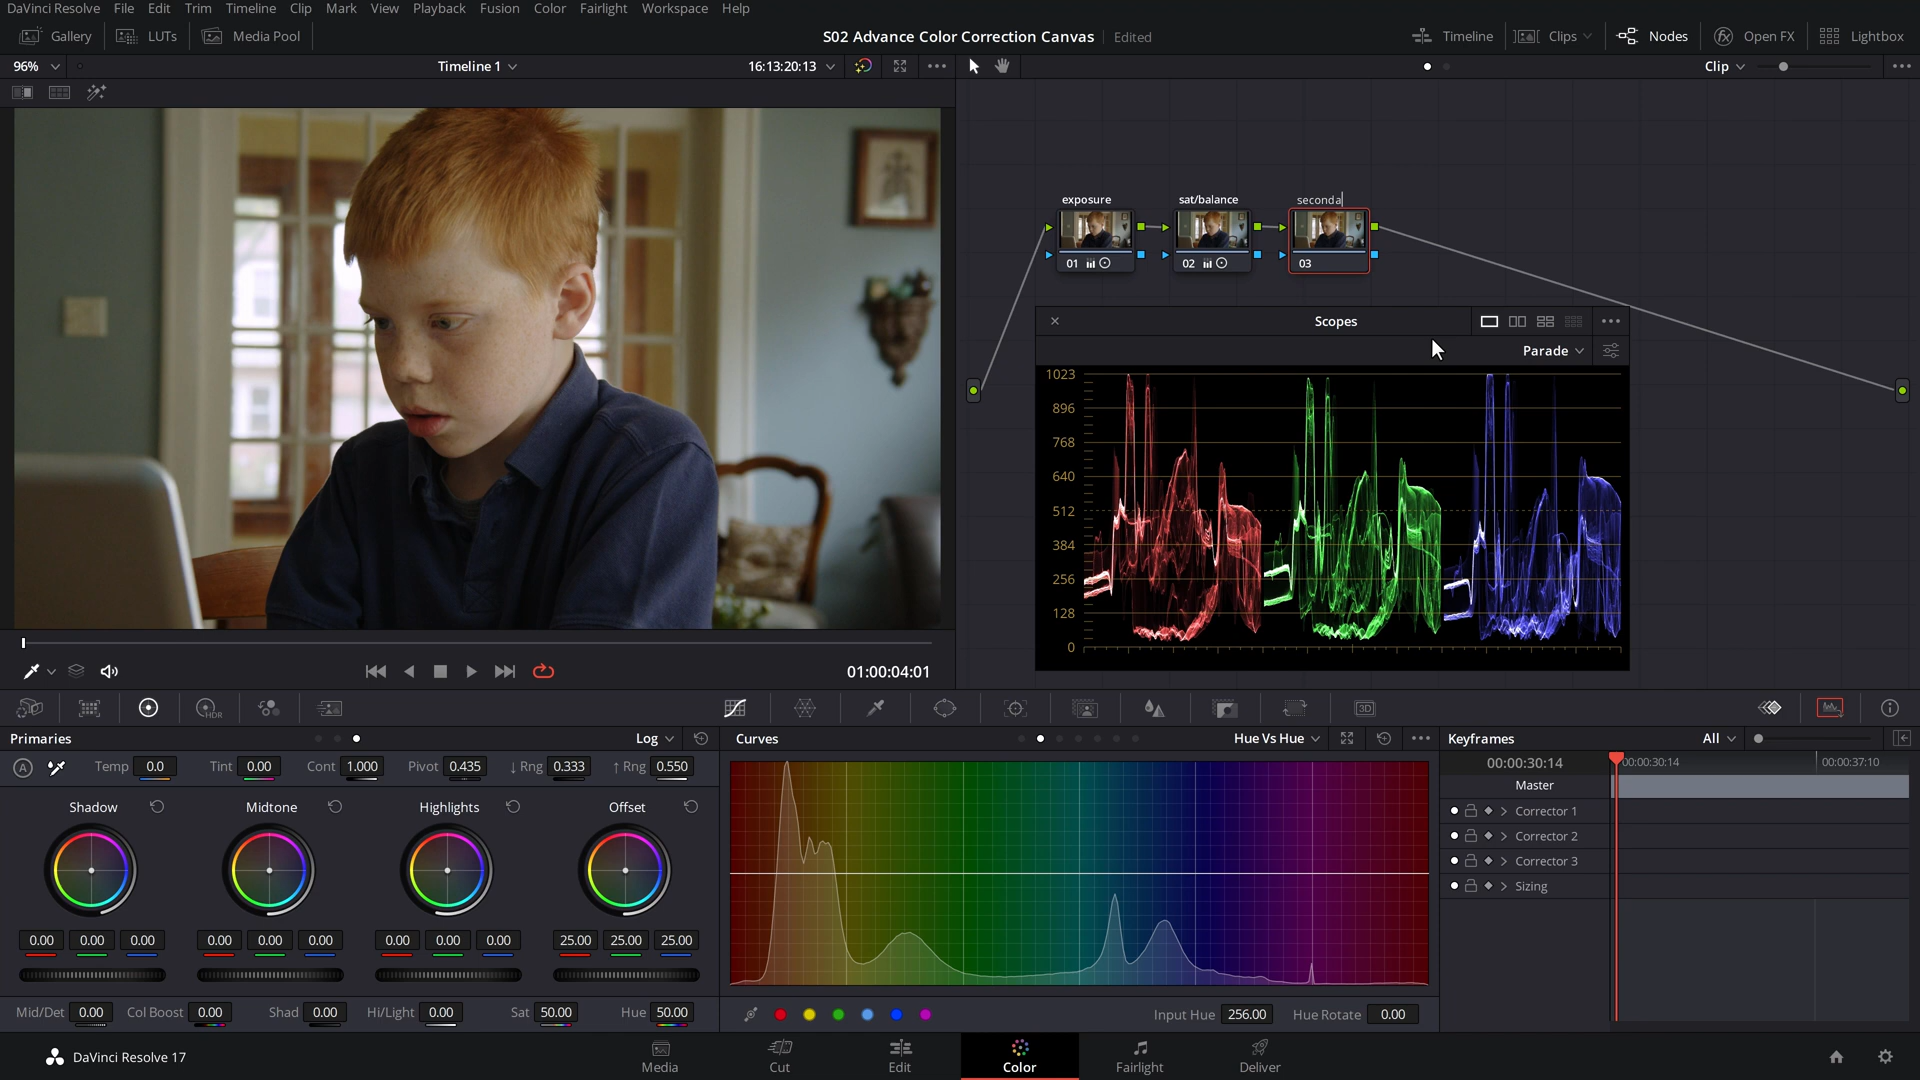 DaVinci Resolve File Edit Trim Timeline Clip Mark View Playback Fusion Color Fairlight Workspace Help
Gallery LUTs Media Pool S02 Advance Color Correction Canvas Edited Timeline Clips Nodes Open FX Lightbox
96% Timeline 1 16:13:20:13 Clip
exposure sat/balance seconda
01 02 03
Scopes
Parade
1023
896
768
640
512
384
256
128
0
01:00:04:01
HDR 3D
Primaries Log Curves Hue Vs Hue Keyframes All
A Temp 0.0 Tint 0.00 Cont 1.000 Pivot 0.435 ↓ Rng 0.333 ↑ Rng 0.550
00:00:30:14 00:00:30:14 00:00:37:10
Master
Shadow Midtone Highlights Offset
Corrector 1
Corrector 2
Corrector 3
Sizing
0.00 0.00 0.00 0.00 0.00 0.00 0.00 0.00 0.00 25.00 25.00 25.00
Mid/Det 0.00 Col Boost 0.00 Shad 0.00 Hi/Light 0.00 Sat 50.00 Hue 50.00
Input Hue 256.00 Hue Rotate 0.00
DaVinci Resolve 17 Media Cut Edit Color Fairlight Deliver